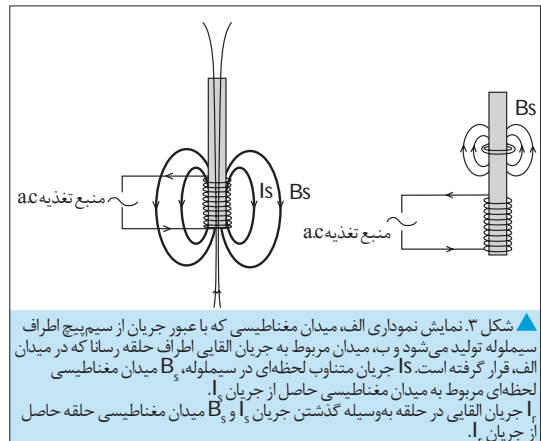 Bs
Is
Bs
منبع تغذیه a.c
منبع تغذیه a.c
شکل ۳. نمایش نموداری الف، میدان مغناطیسی که با عبور جریان از سیم‌پیچ اطراف
سیملوله تولید می‌شود و ب، میدان مربوط به جریان القایی اطراف حلقه رسانا که در میدان
الف، قرار گرفته است. Is جریان متناوب لحظه‌ای در سیملوله، Bs میدان مغناطیسی
لحظه‌ای مربوط به میدان مغناطیسی حاصل از جریان Is.
Ir جریان القایی در حلقه به‌وسیله گذشتن جریان Is و Bs میدان مغناطیسی حلقه حاصل
از جریان Ir.